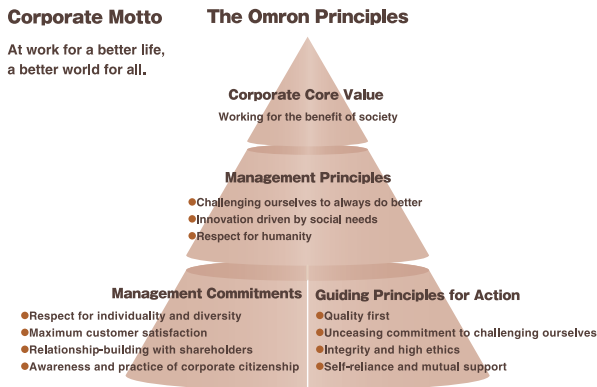 Corporate Motto
At work for a better life,
a better world for all.
The Omron Principles
Corporate Core Value
Working for the benefit of society
Management Principles
●Challenging ourselves to always do better
●Innovation driven by social needs
●Respect for humanity
Management Commitments
●Respect for individuality and diversity
●Maximum customer satisfaction
●Relationship-building with shareholders
●Awareness and practice of corporate citizenship
Guiding Principles for Action
●Quality first
●Unceasing commitment to challenging ourselves
●Integrity and high ethics
●Self-reliance and mutual support